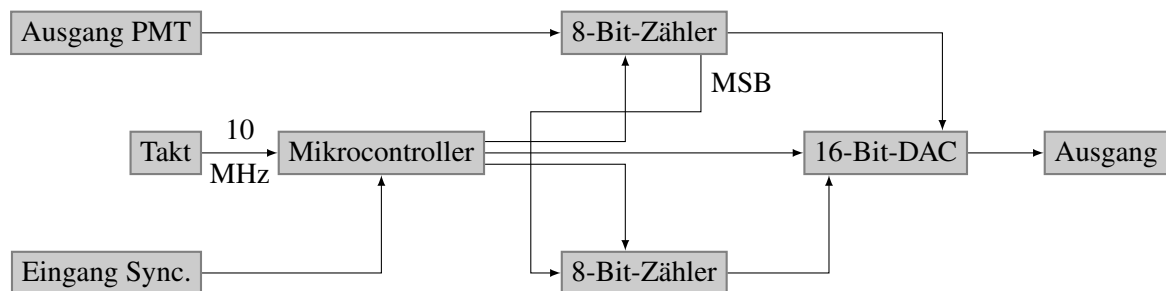 Ausgang PMT
8-Bit-Zähler
MSB
10
MHz
Takt
Mikrocontroller
16-Bit-DAC
Ausgang
Eingang Sync.
8-Bit-Zähler